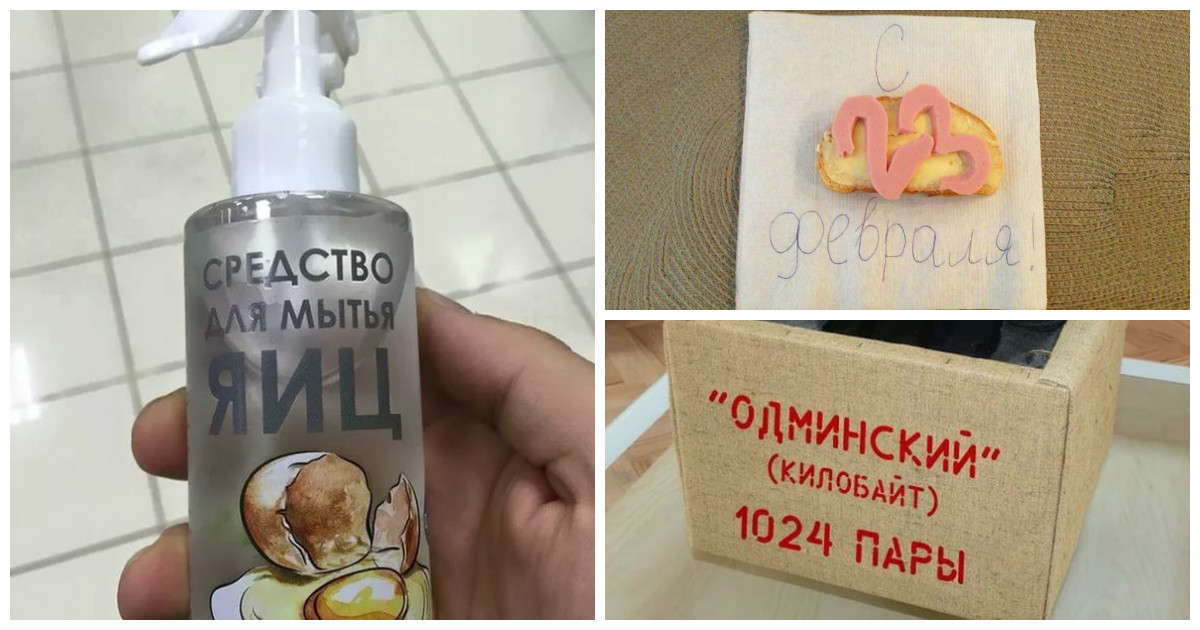 СРЕДСТВО
ДЛЯ МЫТЬЯ
ЯИЦ
С
23
февраля!
"ОДМИНСКИЙ"
(КИЛОБАЙТ)
1024 ПАРЫ